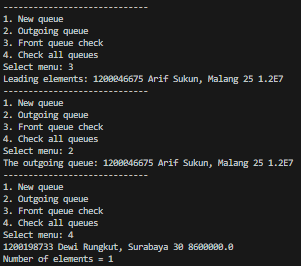 ----------------------------
1. New queue
2. Outgoing queue
3. Front queue check
4. Check all queues
Select menu: 3
Leading elements: 1200046675 Arif Sukun, Malang 25 1.2E7
----------------------------
1. New queue
2. Outgoing queue
3. Front queue check
4. Check all queues
Select menu: 2
The outgoing queue: 1200046675 Arif Sukun, Malang 25 1.2E7
----------------------------
1. New queue
2. Outgoing queue
3. Front queue check
4. Check all queues
Select menu: 4
1200198733 Dewi Rungkut, Surabaya 30 8600000.0
Number of elements = 1